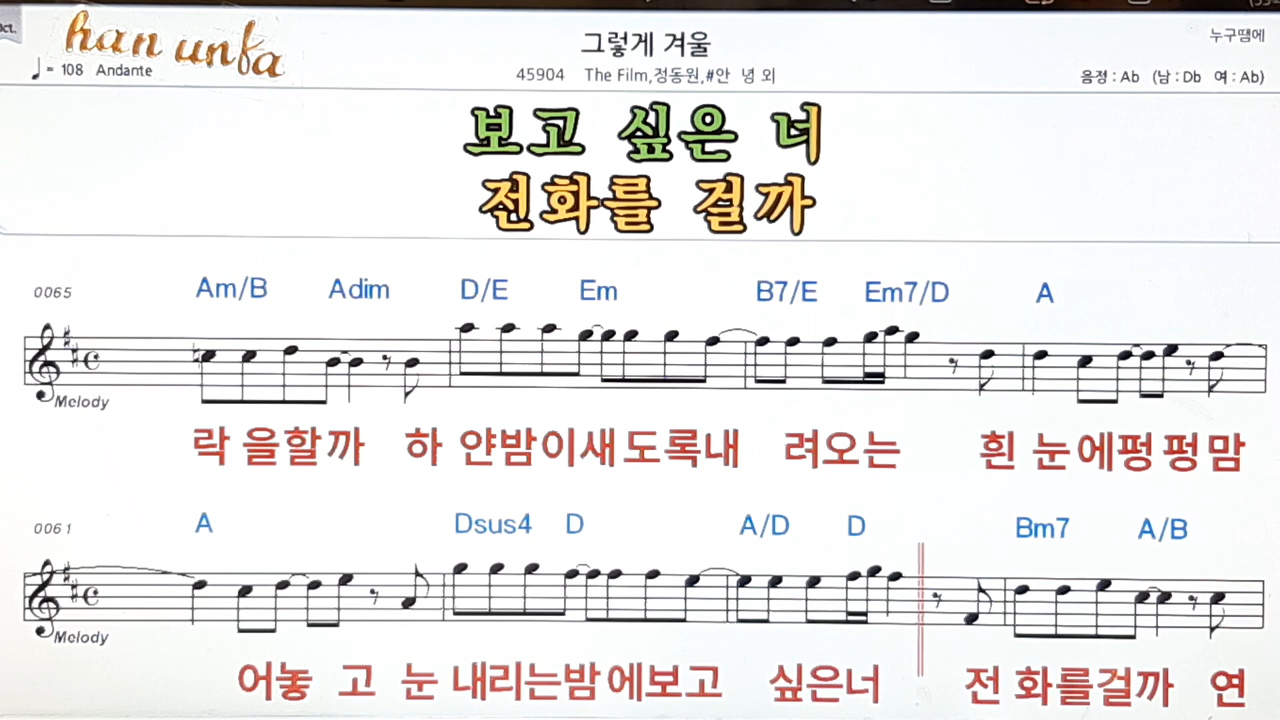 Oct.
han unfa
그렇게 겨울
누구땜에
= 108 Andante
45904 The Film,정동원,#안 녕 외
음정 : Ab (남 : Db 여 : Ab)
보고 싶은 너
전화를 걸까
0065
Am/B Adim D/E Em B7/E Em7/D A
Melody
락 을할까 하 얀밤이새도록내 려오는 흰 눈에펑펑맘
0061
A Dsus4 D A/D D Bm7 A/B
Melody
어놓 고 눈 내리는밤에보고 싶은너 전 화를걸까 연